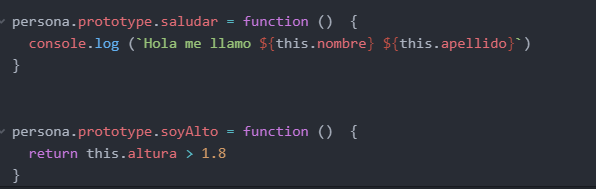 persona.prototype.saludar = function ()  {
  console.log (`Hola me llamo ${this.nombre} ${this.apellido}`)
}
persona.prototype.soyAlto = function ()  {
  return this.altura > 1.8
}